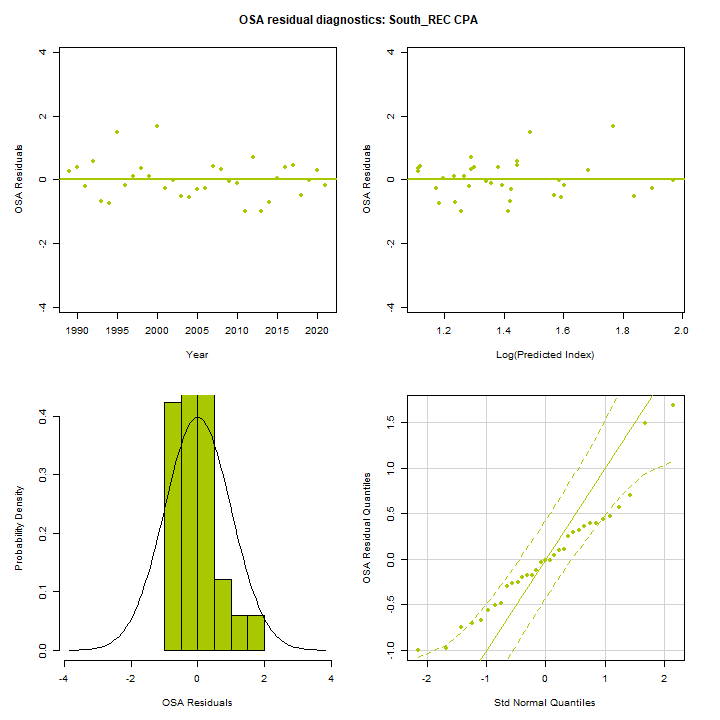 OSA residual diagnostics: South_REC CPA
OSA Residuals
4
2
0
-2
-4
1990 1995 2000 2005 2010 2015 2020
Year
OSA Residuals
4
2
0
-2
-4
1.2 1.4 1.6 1.8 2.0
Log(Predicted Index)
Probability Density
0.4
0.3
0.2
0.1
0.0
-4 -2 0 2 4
OSA Residuals
OSA Residual Quantiles
1.5
1.0
0.5
0.0
-0.5
-1.0
-2 -1 0 1 2
Std Normal Quantiles